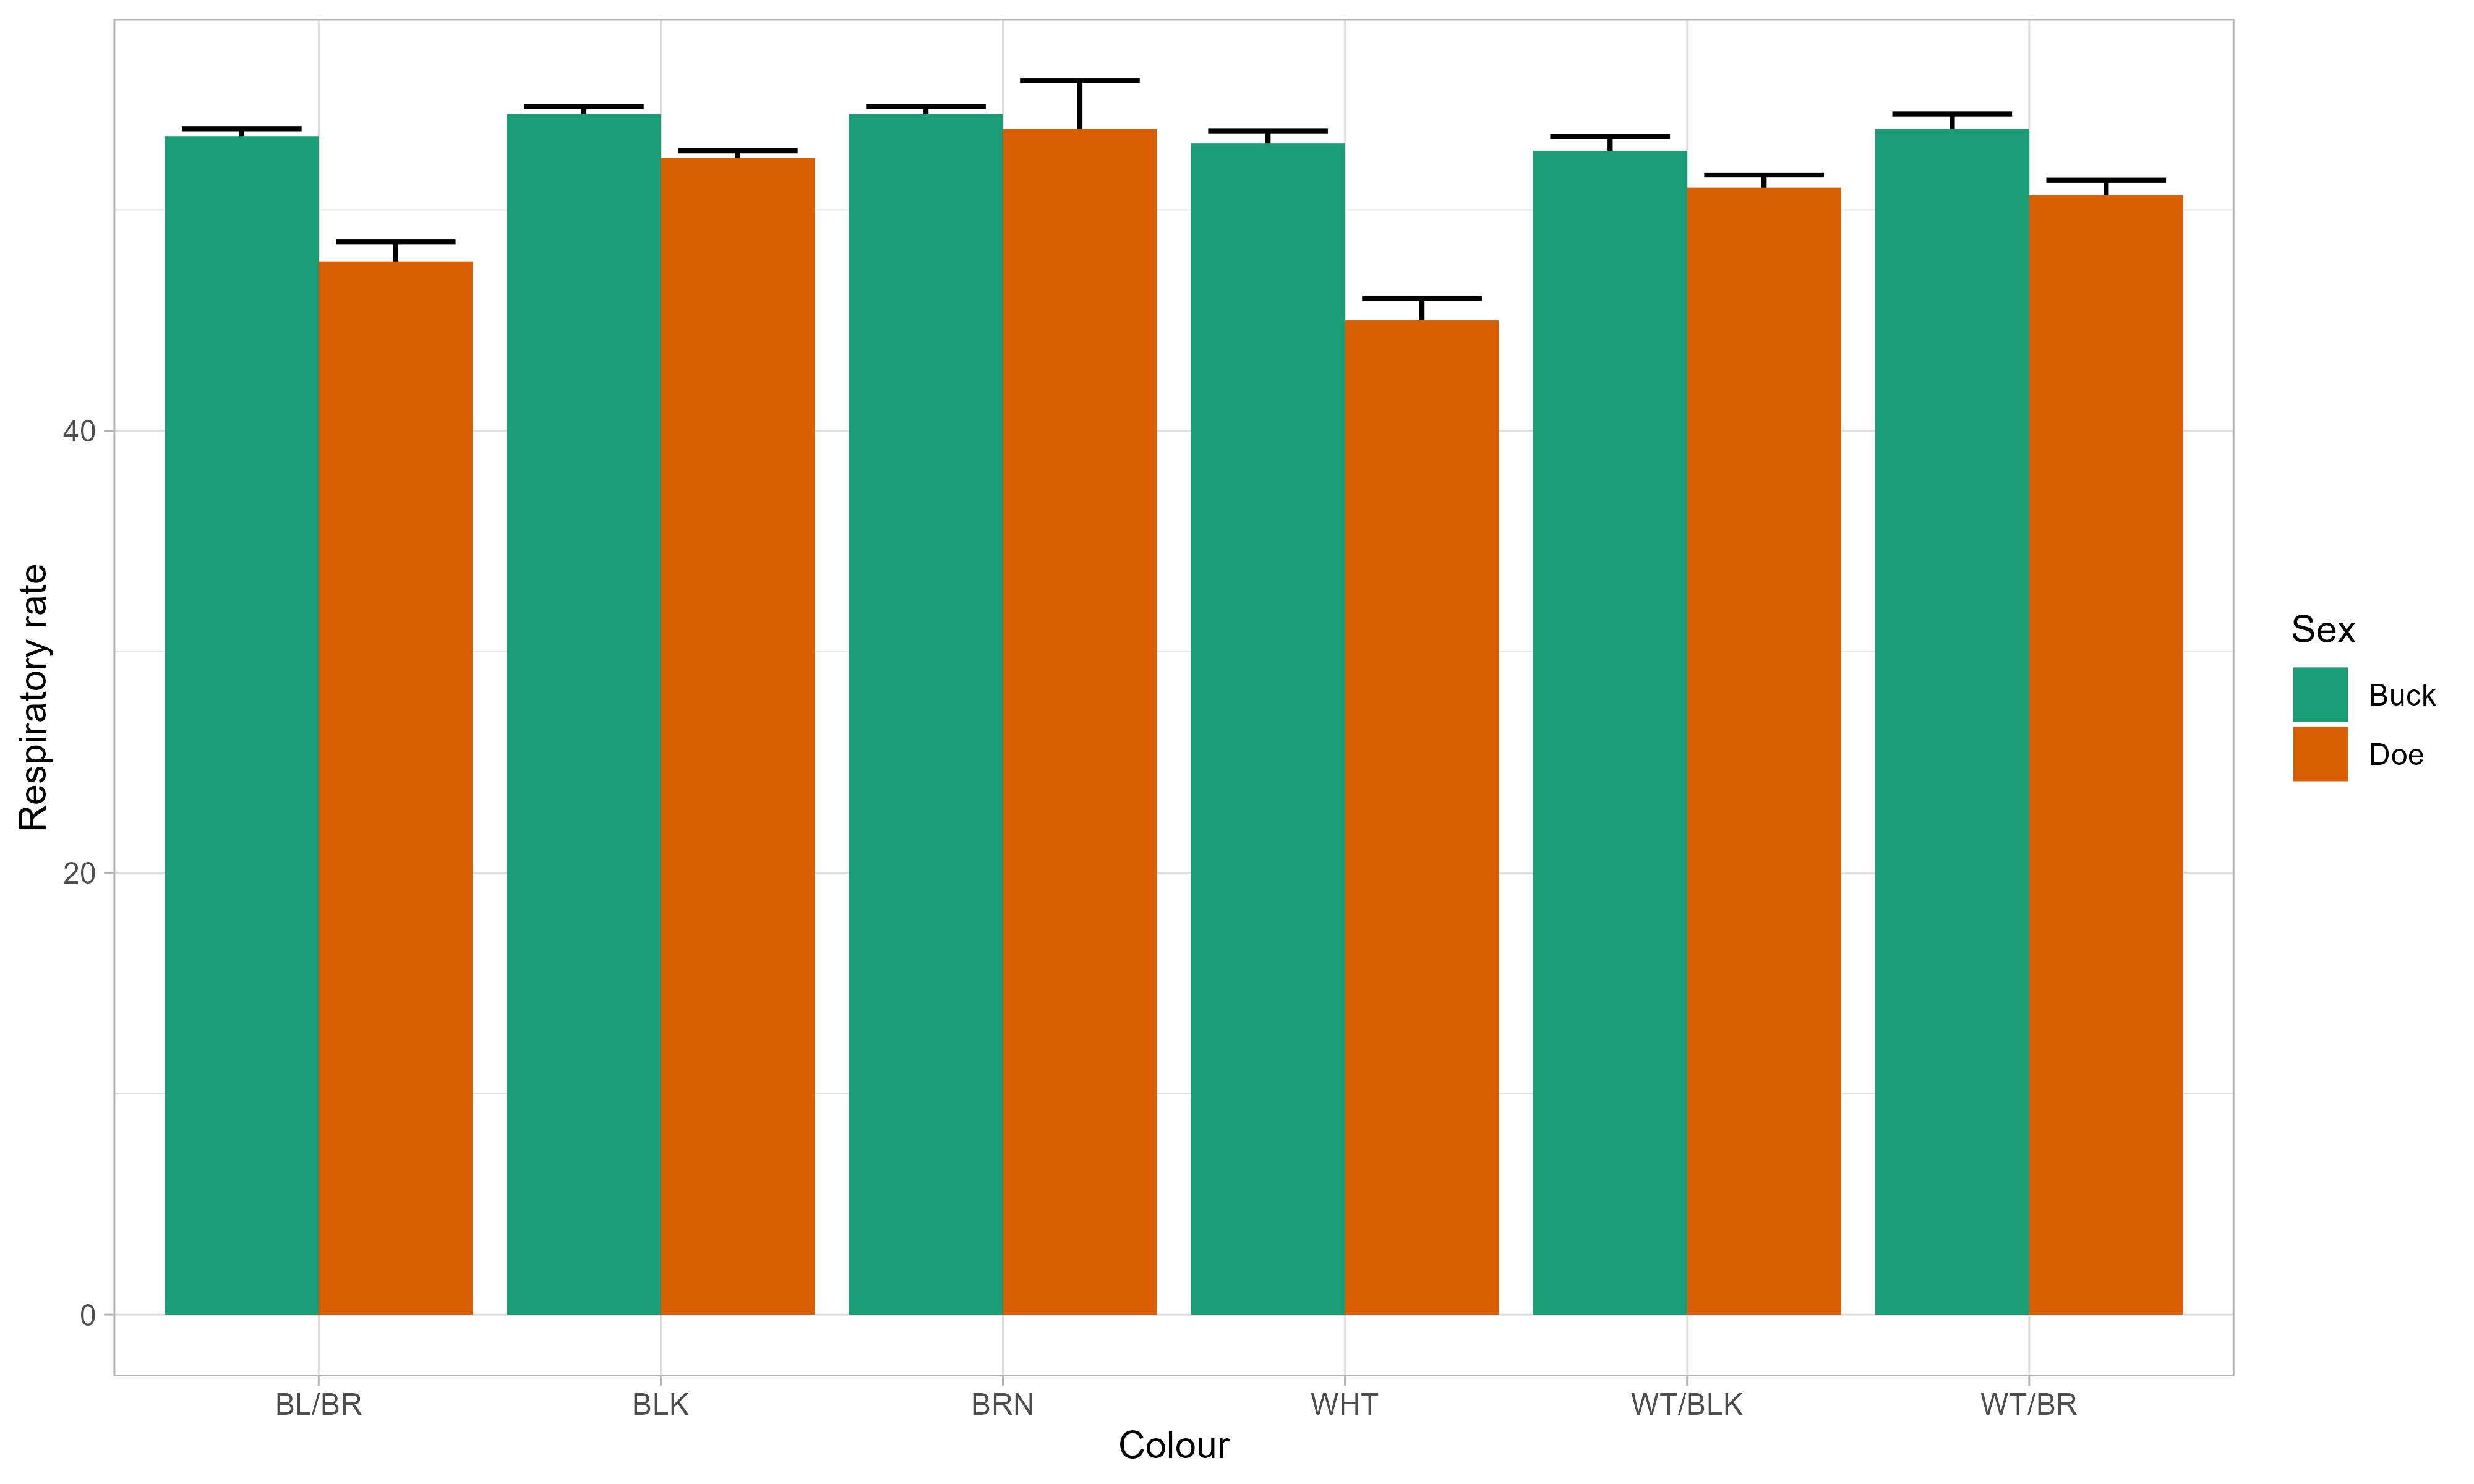 Respiratory rate
40
20
0
BL/BR
BLK
BRN
WHT
WT/BLK
WT/BR
Colour
Sex
Buck
Doe